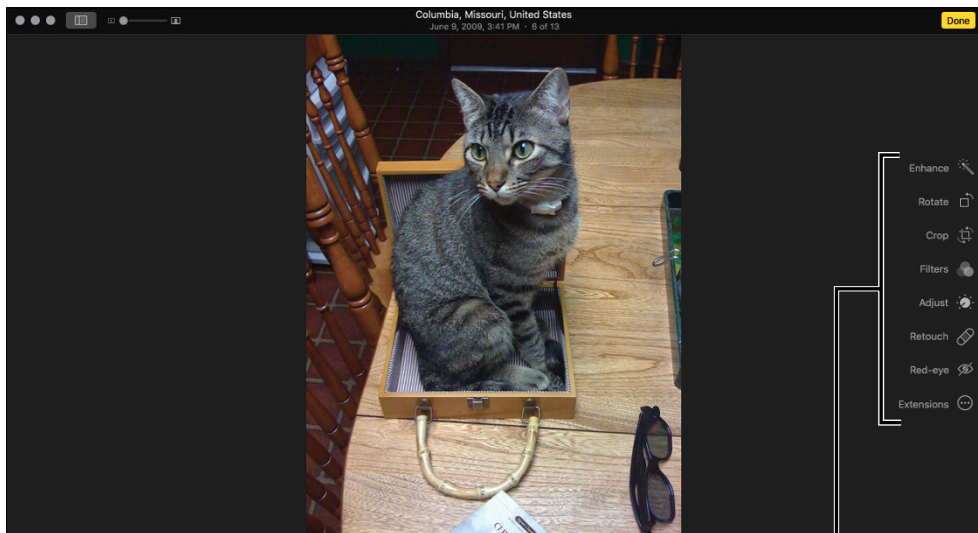 Columbia, Missouri, United States
June 9, 2009, 3:41 PM · 6 of 13
Done
Enhance
Rotate
Crop
Filters
Adjust
Retouch
Red-eye
Extensions